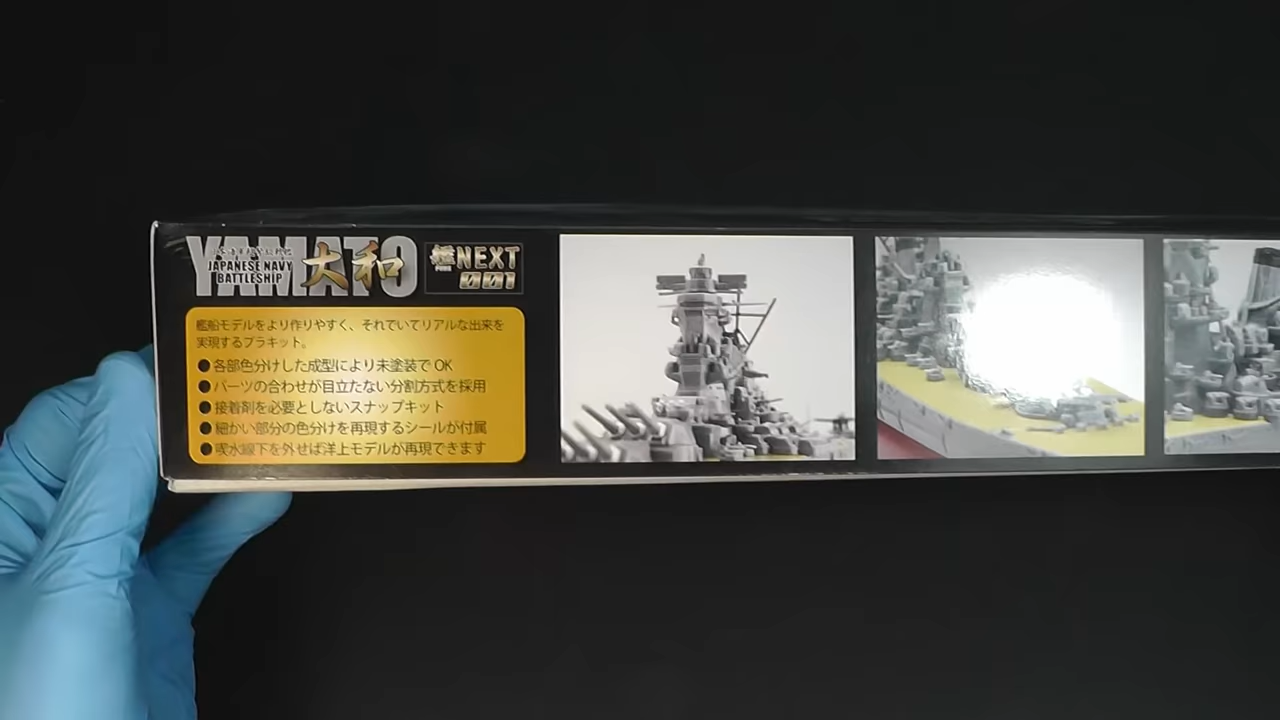 YAMATO
JAPANESE NAVY
BATTLESHIP
大和
艦NEXT
001
艦船モデルをより作りやすく、それでいてリアルな出来を
実現するプラキット。
●各部色分けした成型により未塗装でOK
●パーツの合わせが目立たない分割方式を採用
●接着剤を必要としないスナップキット
●細かい部分の色分けを再現するシールが付属
●喫水線下を外せば洋上モデルが再現できます